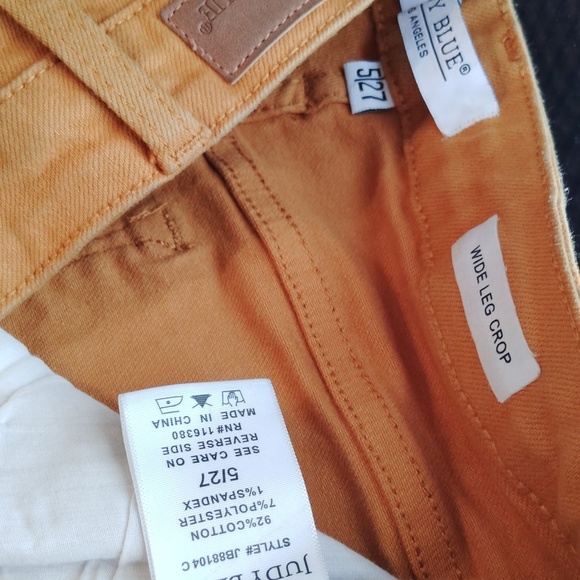 DY BLUE®
S ANGELES
5/27
WIDE LEG CROP
JUDY B
STYLE# JB88104 C
92%COTTON
7%POLYESTER
1%SPANDEX
5/27
SEE CARE ON
REVERSE SIDE
RN# 116380
MADE IN CHINA